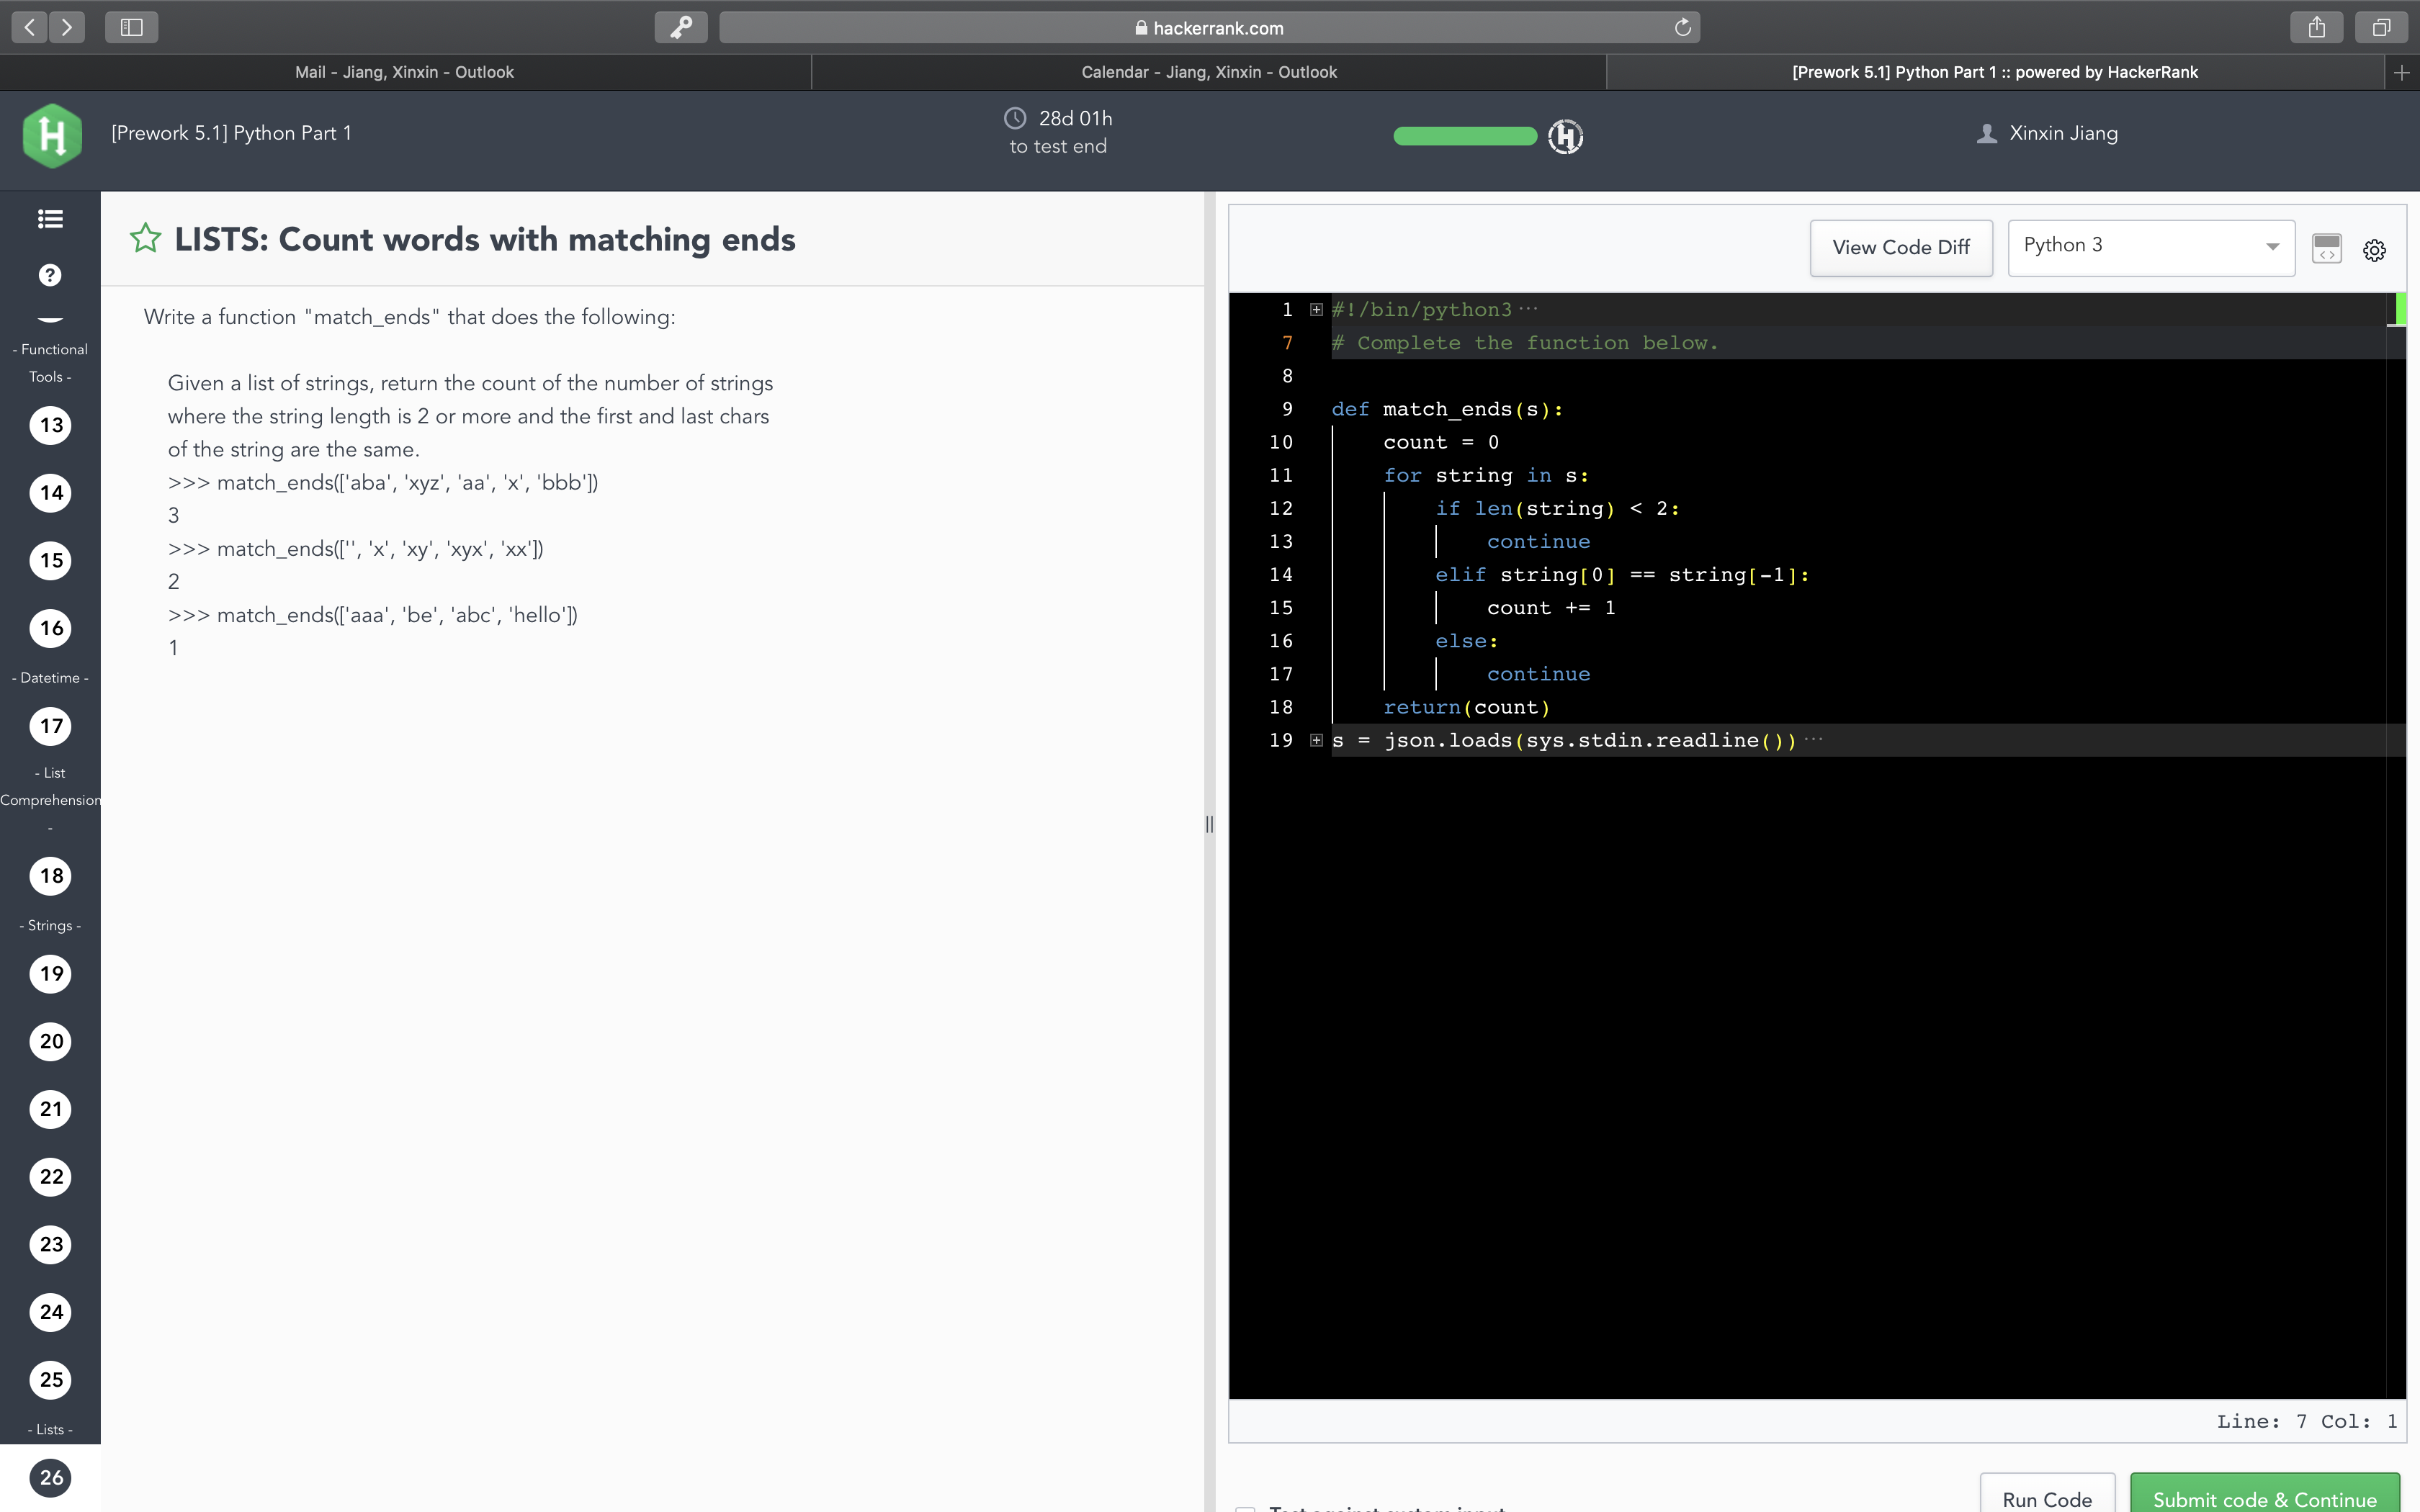 hackerrank.com
Mail - Jiang, Xinxin - Outlook
Calendar - Jiang, Xinxin - Outlook
[Prework 5.1] Python Part 1 :: powered by HackerRank
[Prework 5.1] Python Part 1
28d 01h
to test end
Xinxin Jiang
- Functional
Tools -
13
14
15
16
- Datetime -
17
- List
Comprehension
-
18
- Strings -
19
20
21
22
23
24
25
- Lists -
26
LISTS: Count words with matching ends
Write a function "match_ends" that does the following:
Given a list of strings, return the count of the number of strings
where the string length is 2 or more and the first and last chars
of the string are the same.
>>> match_ends(['aba', 'xyz', 'aa', 'x', 'bbb'])
3
>>> match_ends(['', 'x', 'xy', 'xyx', 'xx'])
2
>>> match_ends(['aaa', 'be', 'abc', 'hello'])
1
View Code Diff
Python 3
1 #!/bin/python3 ···
7 # Complete the function below.
8
9 def match_ends(s):
10 count = 0
11 for string in s:
12 if len(string) < 2:
13 continue
14 elif string[0] == string[-1]:
15 count += 1
16 else:
17 continue
18 return(count)
19 s = json.loads(sys.stdin.readline()) ···
Line: 7 Col: 1
Test against custom input
Run Code
Submit code & Continue